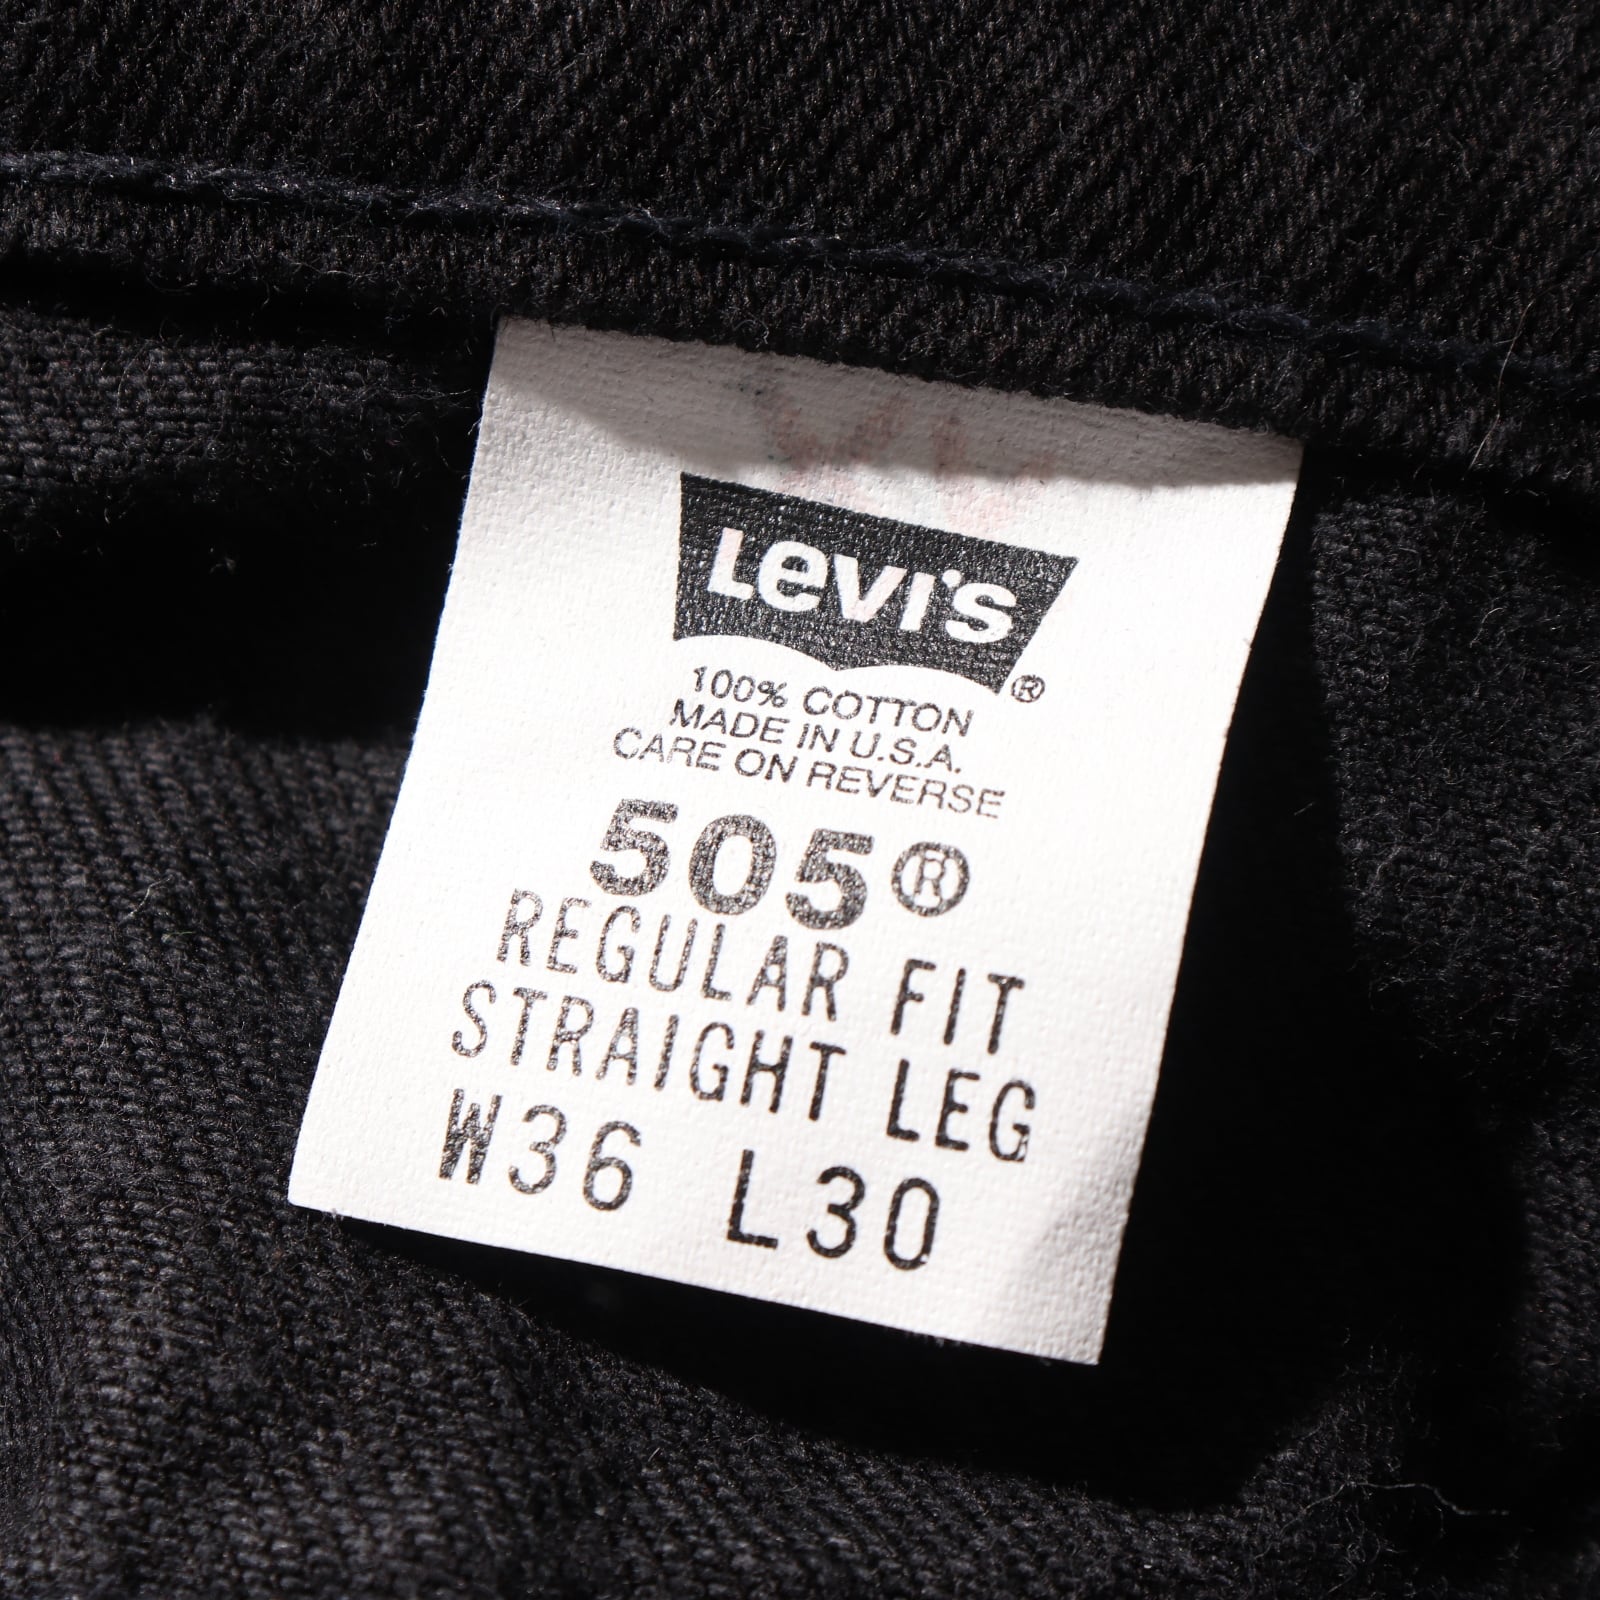 Levi's®
100% COTTON
MADE IN U.S.A.
CARE ON REVERSE
505®
REGULAR FIT
STRAIGHT LEG
W36 L30